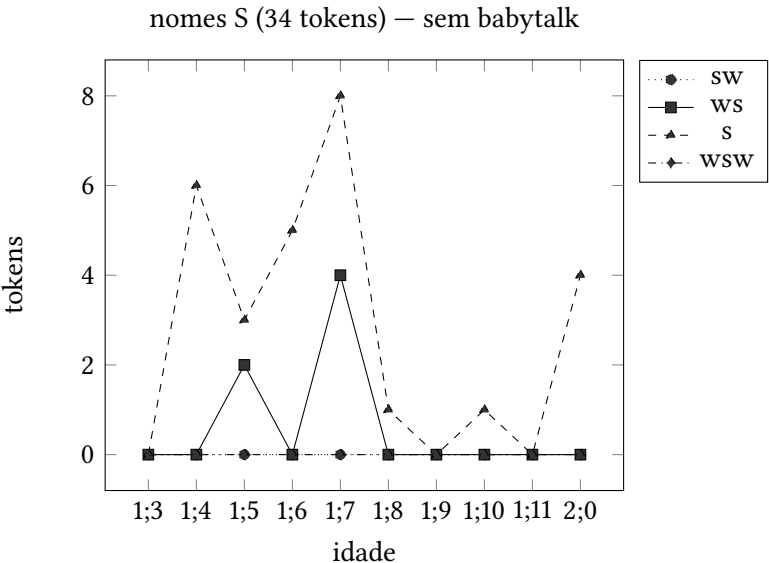 nomes S (34 tokens) — sem babytalk
sw
ws
s
wsw
tokens
8
6
4
2
0
1;3 1;4 1;5 1;6 1;7 1;8 1;9 1;10 1;11 2;0
idade